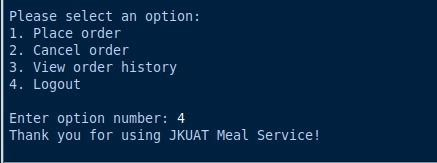 Please select an option:
1. Place order
2. Cancel order
3. View order history
4. Logout
Enter option number: 4
Thank you for using JKUAT Meal Service!